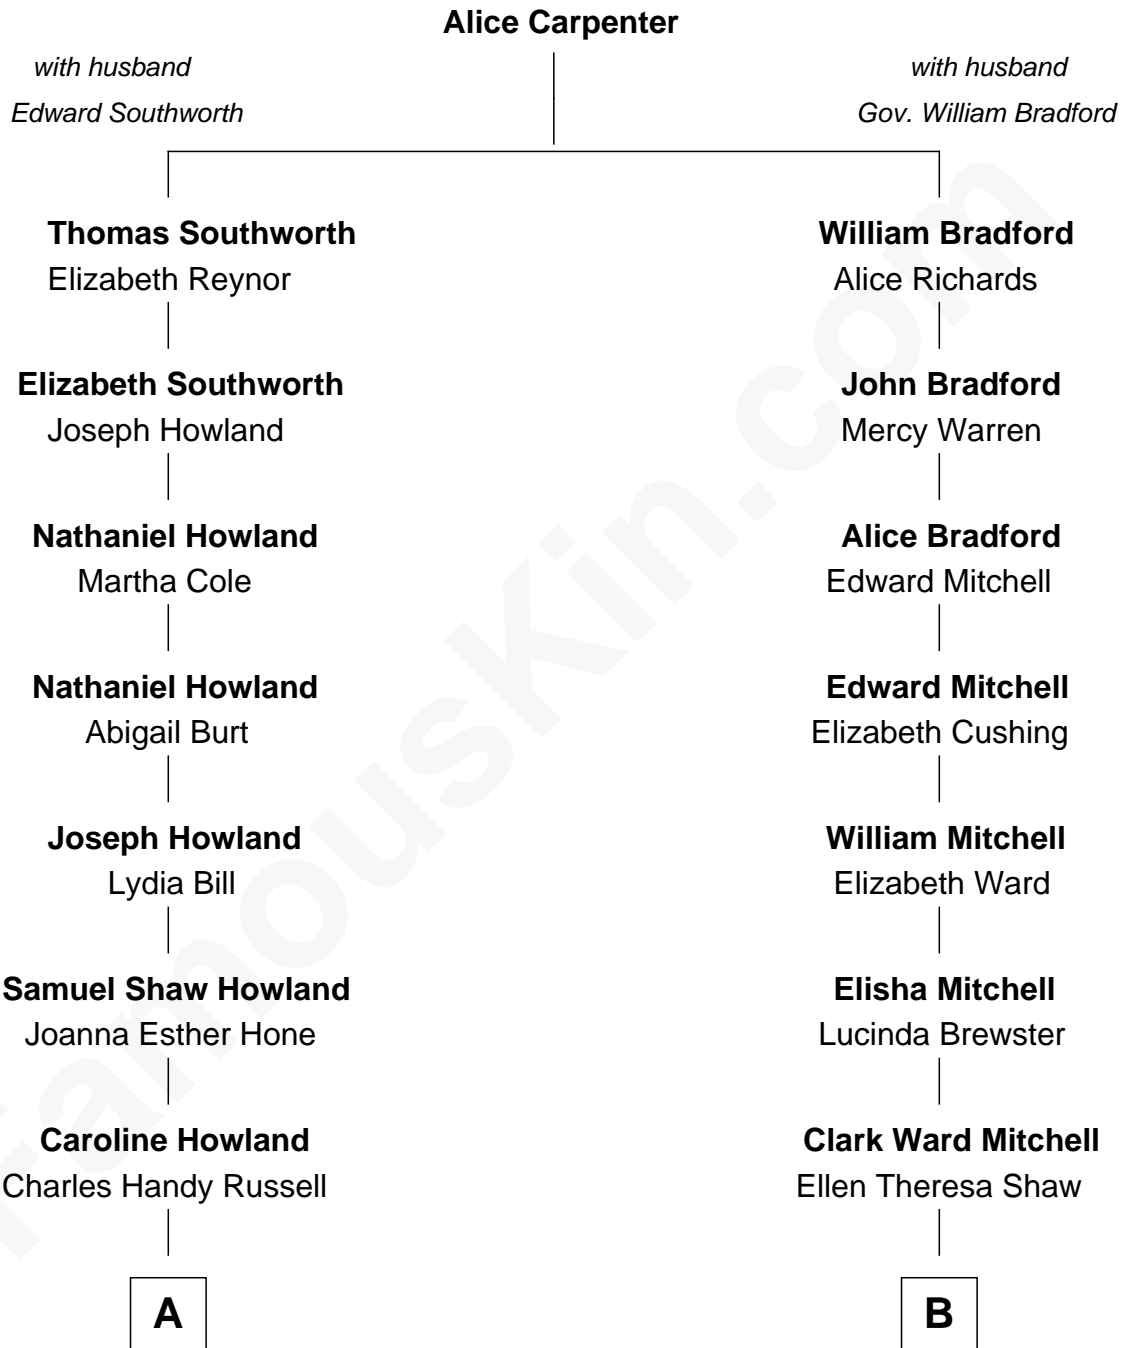 Alice Carpenter
with husband
Edward Southworth
with husband
Gov. William Bradford
Thomas Southworth
Elizabeth Reynor
William Bradford
Alice Richards
Elizabeth Southworth
Joseph Howland
John Bradford
Mercy Warren
Nathaniel Howland
Martha Cole
Alice Bradford
Edward Mitchell
Nathaniel Howland
Abigail Burt
Edward Mitchell
Elizabeth Cushing
Joseph Howland
Lydia Bill
William Mitchell
Elizabeth Ward
Samuel Shaw Howland
Joanna Esther Hone
Elisha Mitchell
Lucinda Brewster
Caroline Howland
Charles Handy Russell
Clark Ward Mitchell
Ellen Theresa Shaw
A
B
FamousKin.com